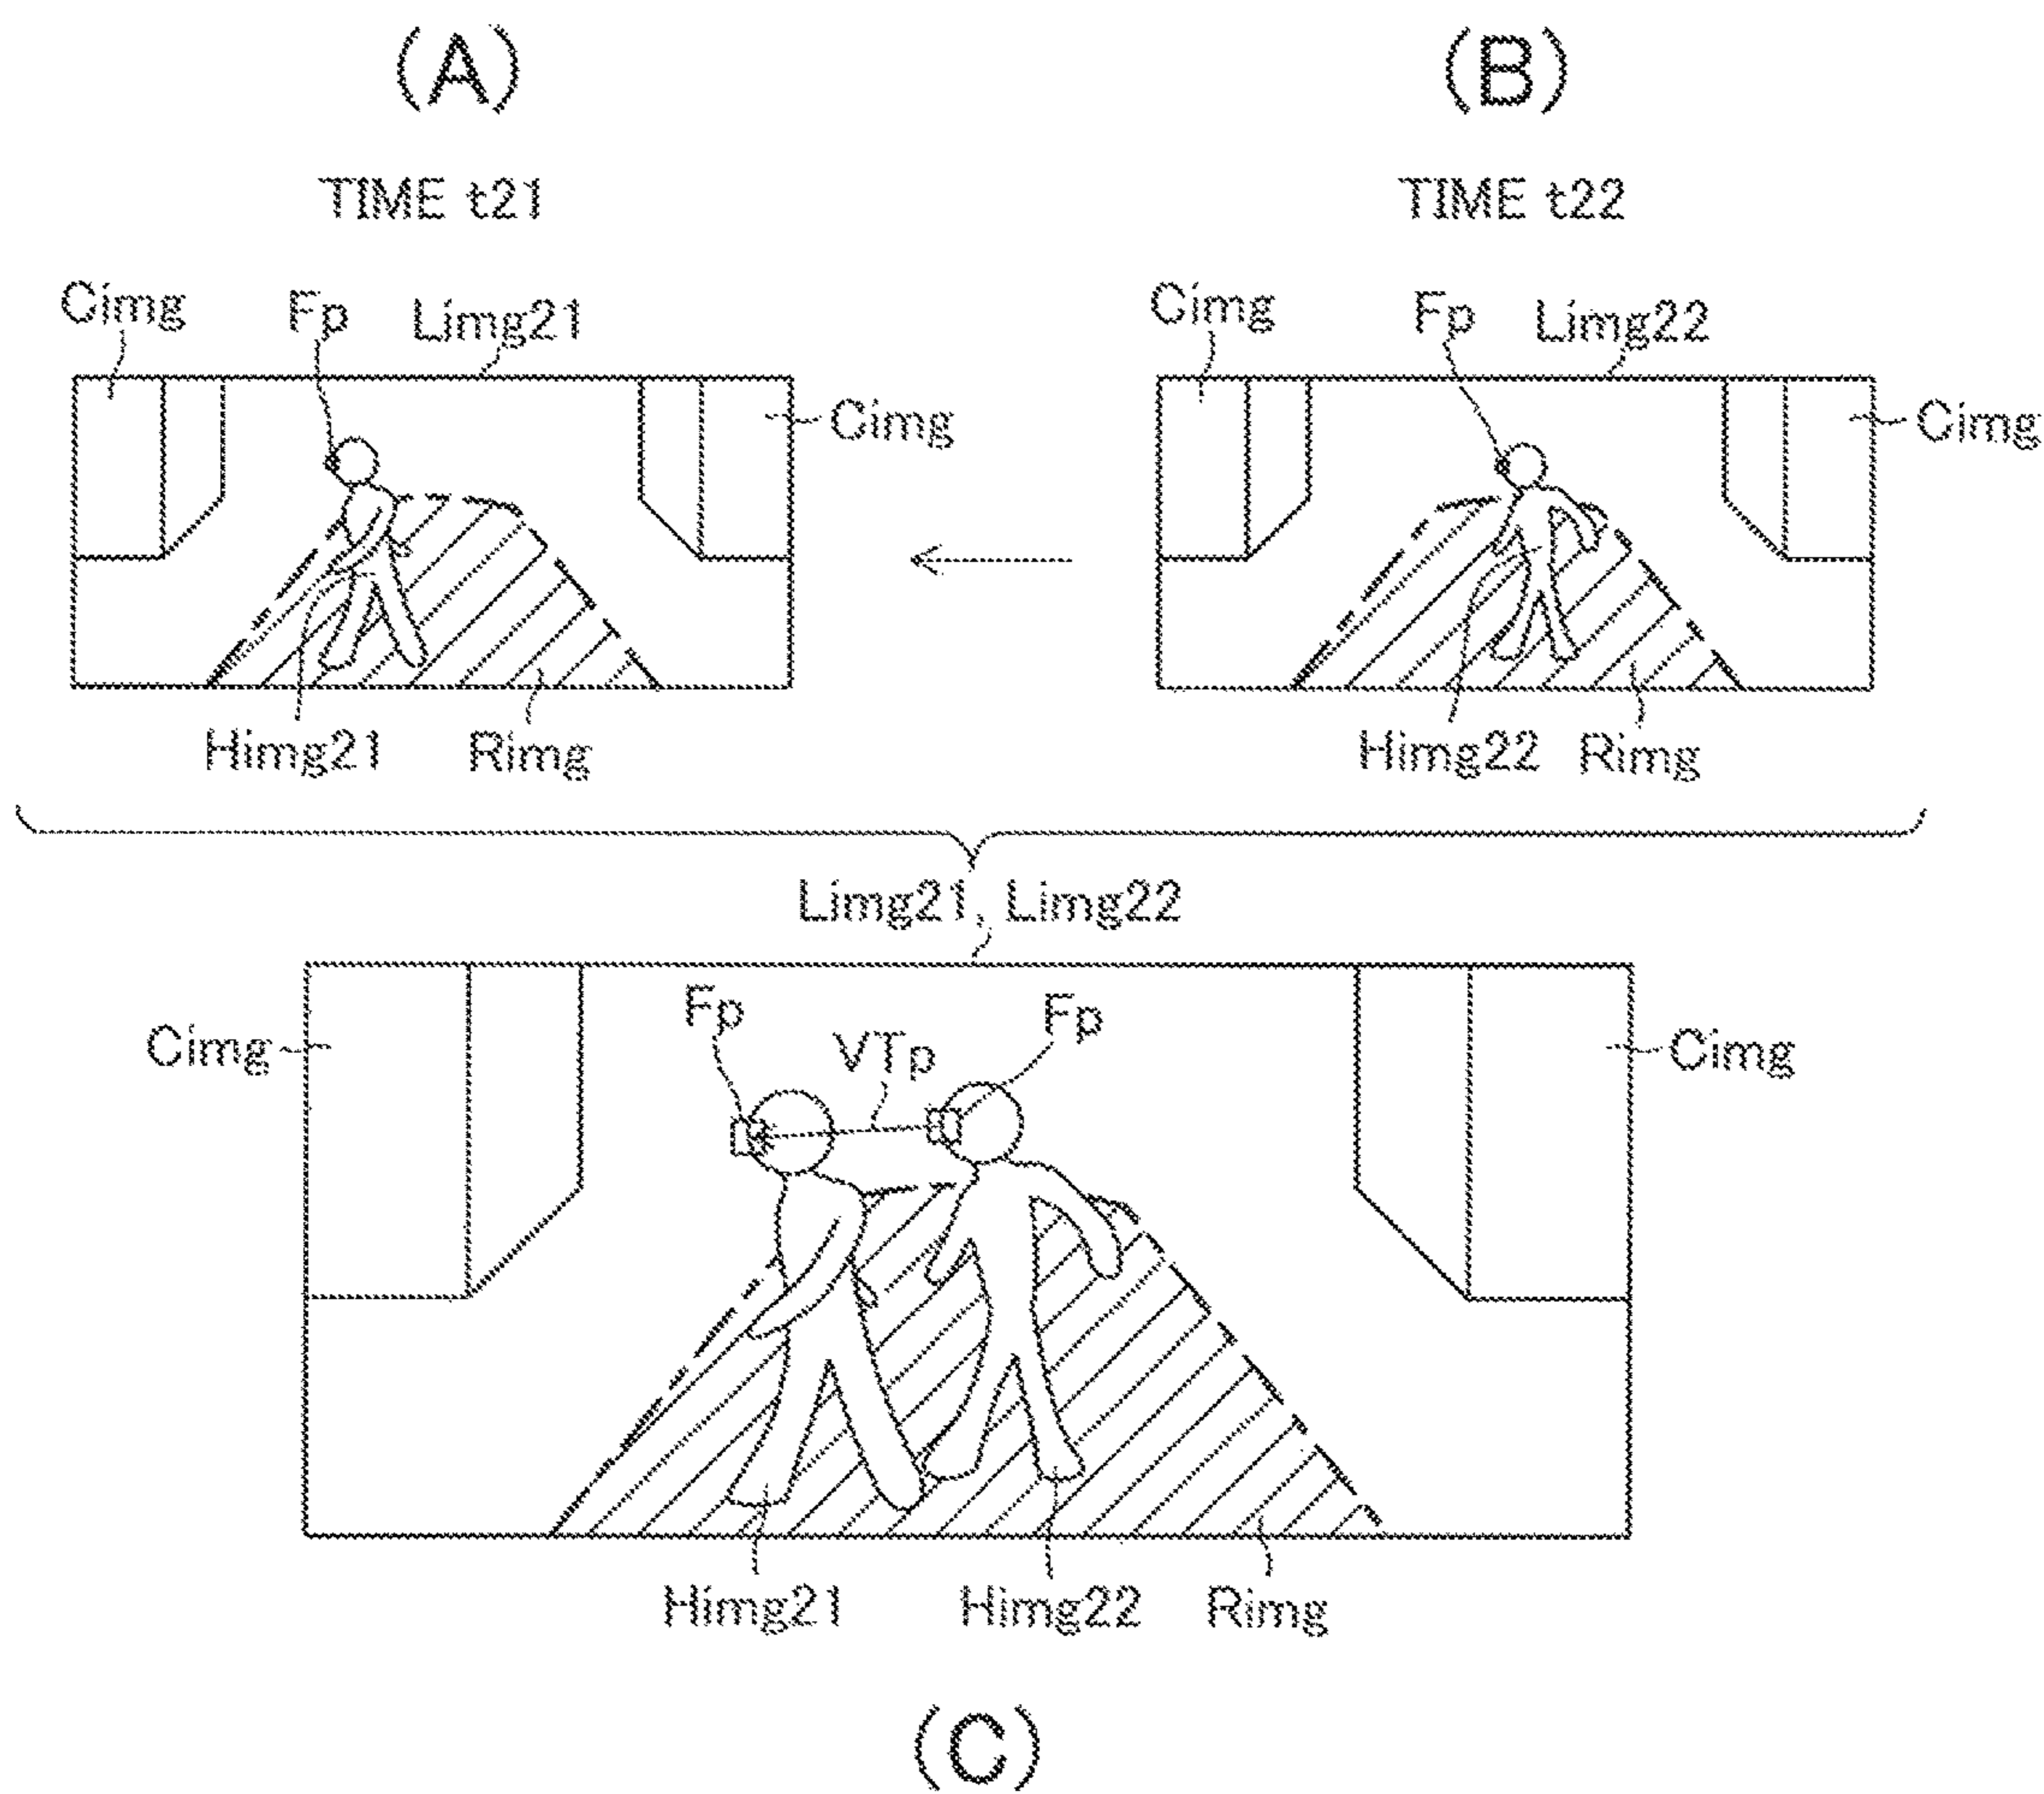 (A)
(B)
TIME t21
TIME t22
Cimg
Fp
Limg21
Cimg
Fp
Limg22
Cimg
Cimg
Himg21
Rimg
Himg22
Rimg
Limg21, Limg22
Fp
Fp
VTp
Cimg
Cimg
Himg21
Himg22
Rimg
(C)